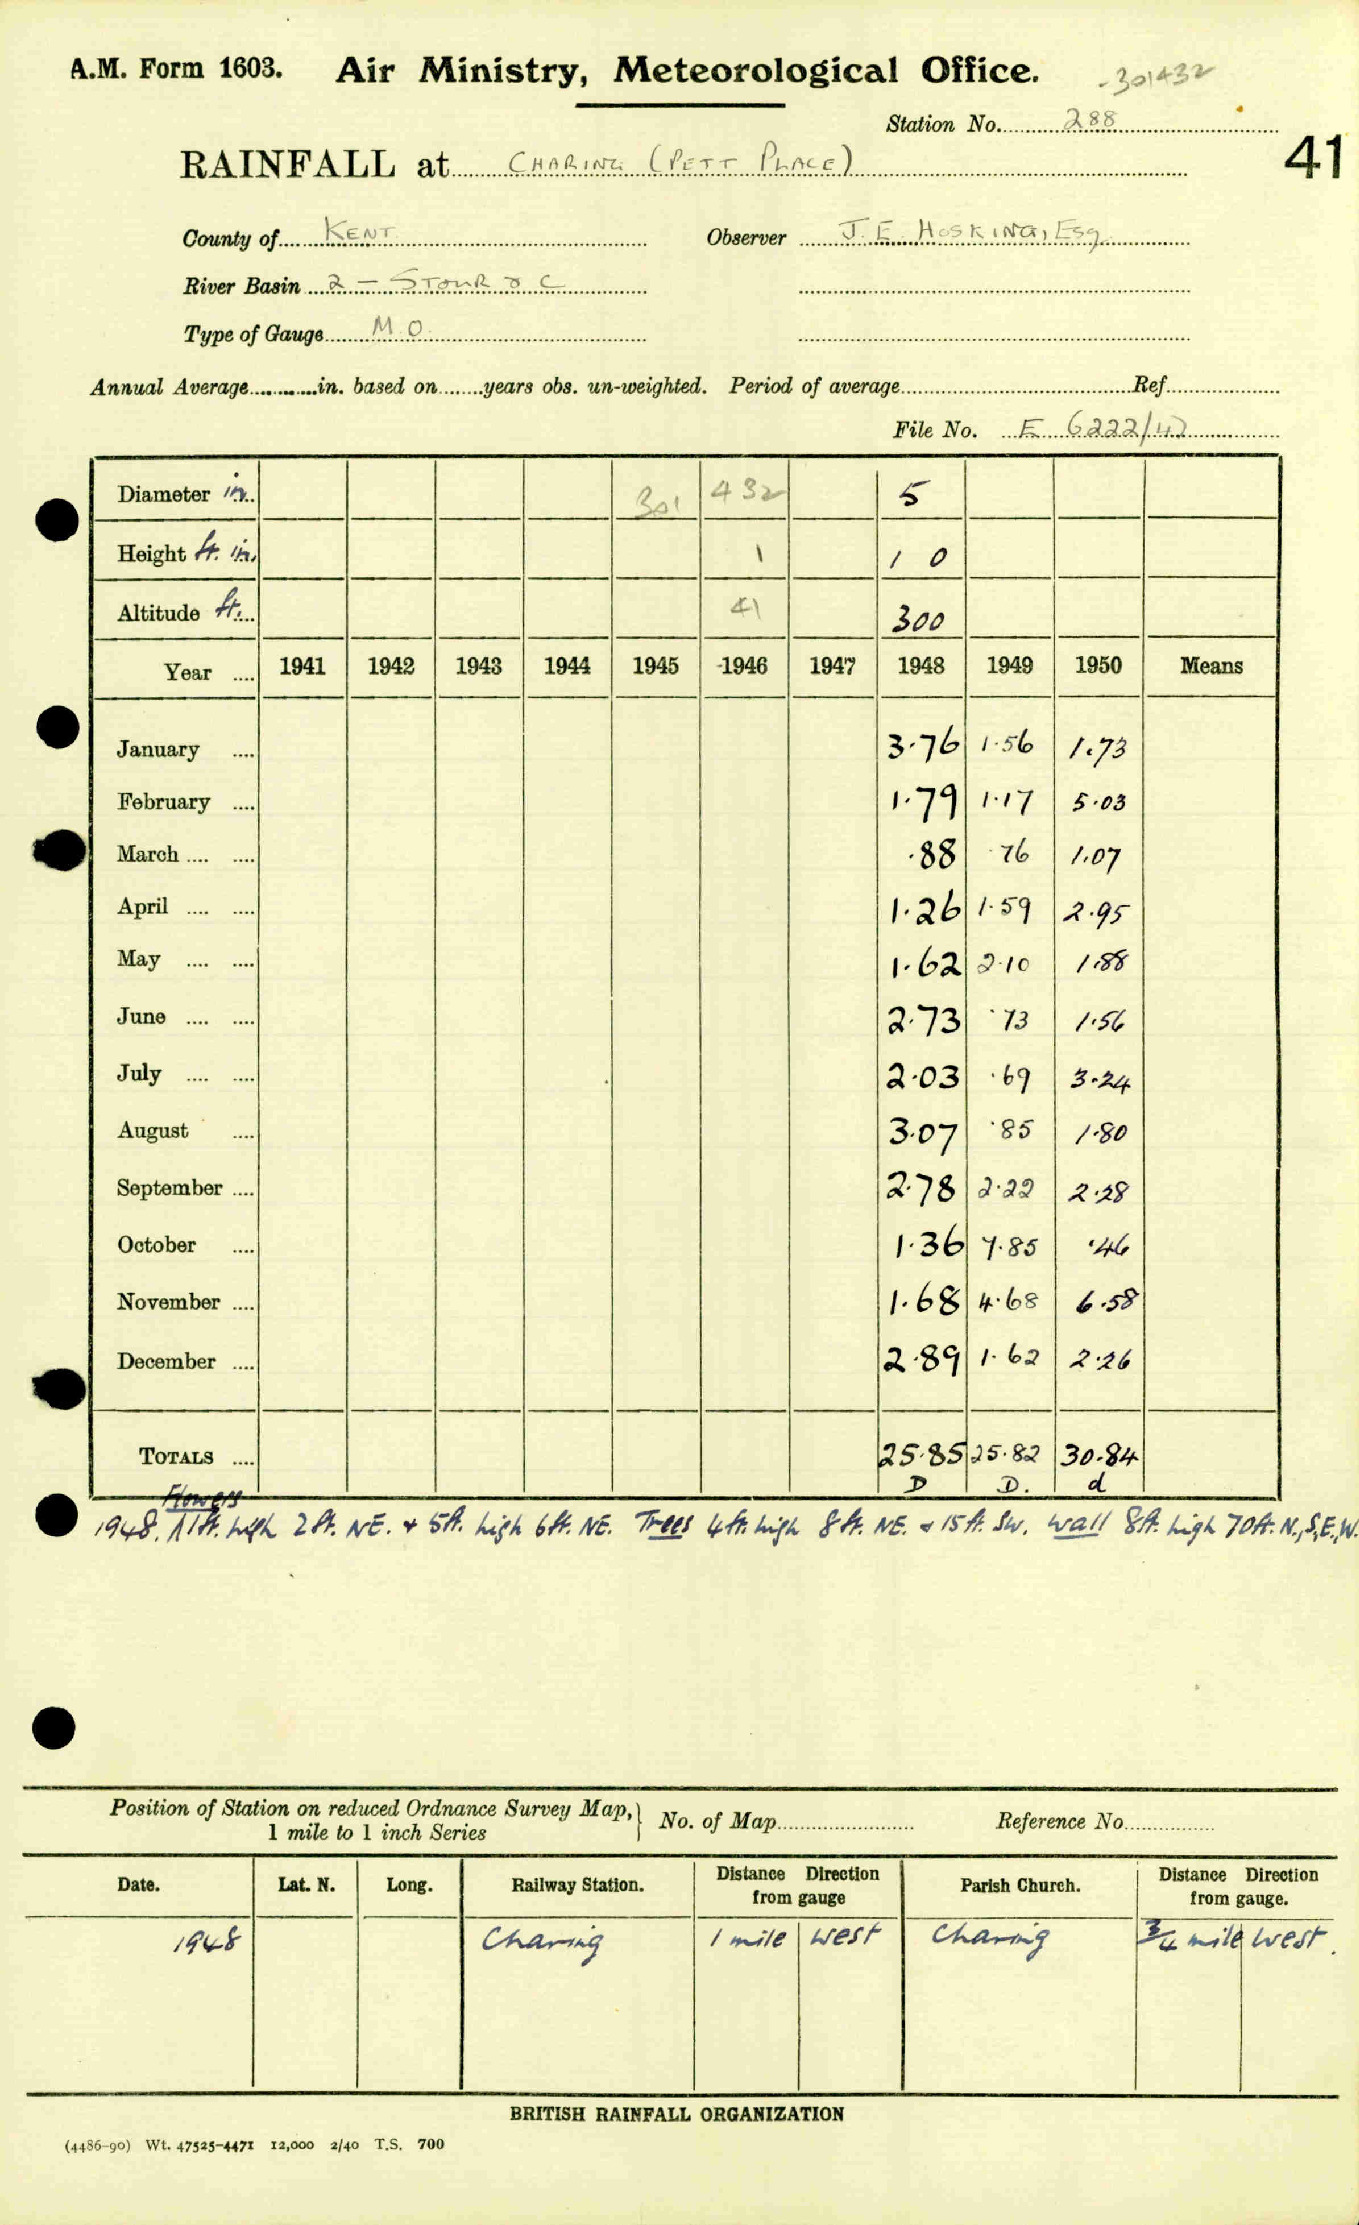 A.M. Form 1603. Air Ministry, Meteorological Office. 301432
Station No. 288
41
RAINFALL at CHARING (PETT PLACE)
County of KENT. Observer J. E. HOSKING, Esq
River Basin 2 - STOUR & C
Type of Gauge M O.
Annual Average in. based on years obs. un-weighted. Period of average Ref.
File No. E 6222/47
Diameter in. 301 432 5
Height ft. in. 1 1 0
Altitude ft. 41 300
Year 1941 1942 1943 1944 1945 1946 1947 1948 1949 1950 Means
January 3.76 1.56 1.73
February 1.79 1.17 5.03
March .88 .76 1.07
April 1.26 1.59 2.95
May 1.62 2.10 1.88
June 2.73 .73 1.56
July 2.03 .69 3.24
August 3.07 .85 1.80
September 2.78 2.22 2.28
October 1.36 7.85 .46
November 1.68 4.68 6.58
December 2.89 1.62 2.26
TOTALS 25.85 25.82 30.84
D D. d
Flowers
1948. 1ft. high 2ft. NE. + 5ft. high 6ft. NE. Trees 4ft. high 8ft. NE. + 15ft. SW. Wall 8ft. high 70ft. N., S, E., W.
Position of Station on reduced Ordnance Survey Map, 1 mile to 1 inch Series } No. of Map Reference No.
Date. Lat. N. Long. Railway Station. Distance Direction from gauge Parish Church. Distance Direction from gauge.
1948 Charing 1 mile West Charing 3/4 mile West.
BRITISH RAINFALL ORGANIZATION
(4486-90) Wt. 47525-4471 12,000 2/40 T.S. 700